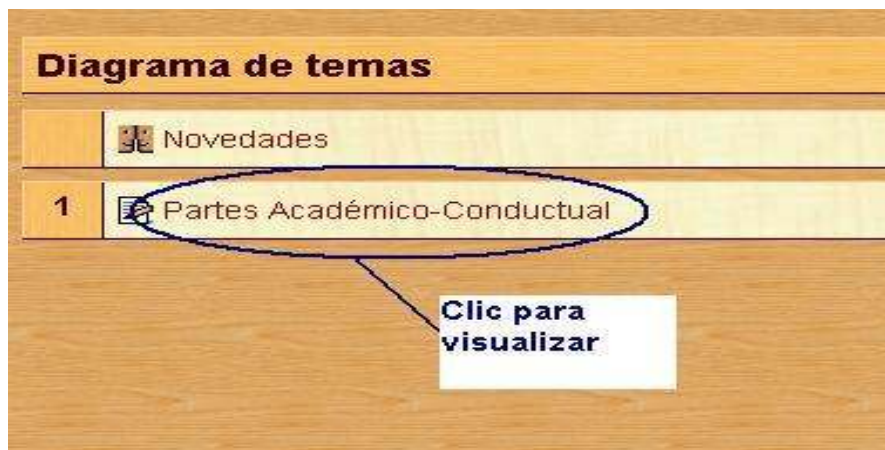 Diagrama de temas
Novedades
1 Partes Académico-Conductual
Clic para
visualizar